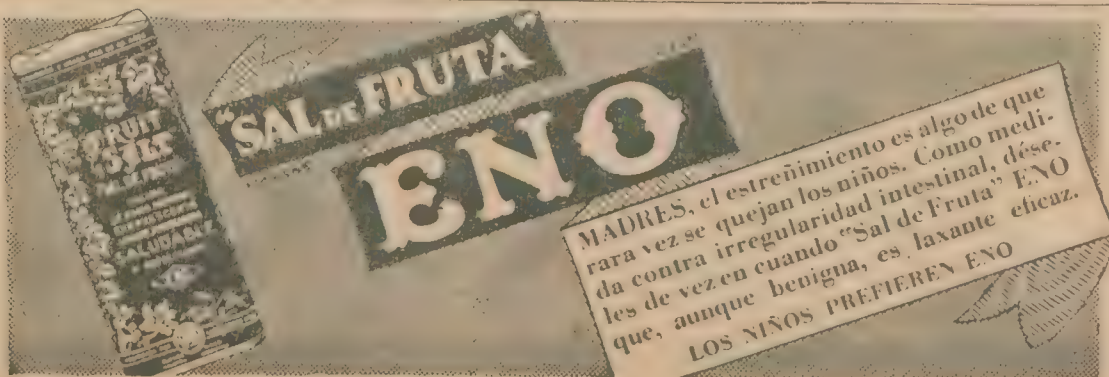 "SAL DE FRUTA"
ENO
FRUIT
SALT
SALUDABLE
MADRES, el estreñimiento es algo de que
rara vez se quejan los niños. Como medi-
da contra irregularidad intestinal, dése-
les de vez en cuando "Sal de Fruta" ENO
que, aunque benigna, es laxante eficaz.
LOS NIÑOS PREFIEREN ENO